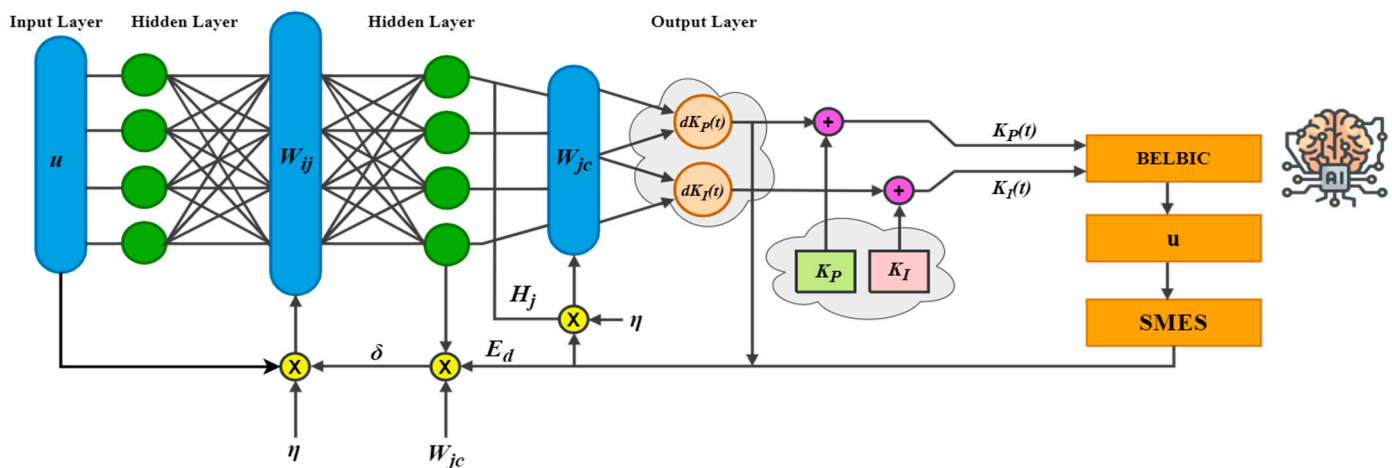 Input Layer
Hidden Layer
Hidden Layer
Output Layer
u
W_ij
W_jc
dK_P(t)
dK_I(t)
+
+
K_P(t)
K_I(t)
BELBIC
u
SMES
AI
K_P
K_I
H_j
X
η
δ
E_d
X
X
η
W_jc